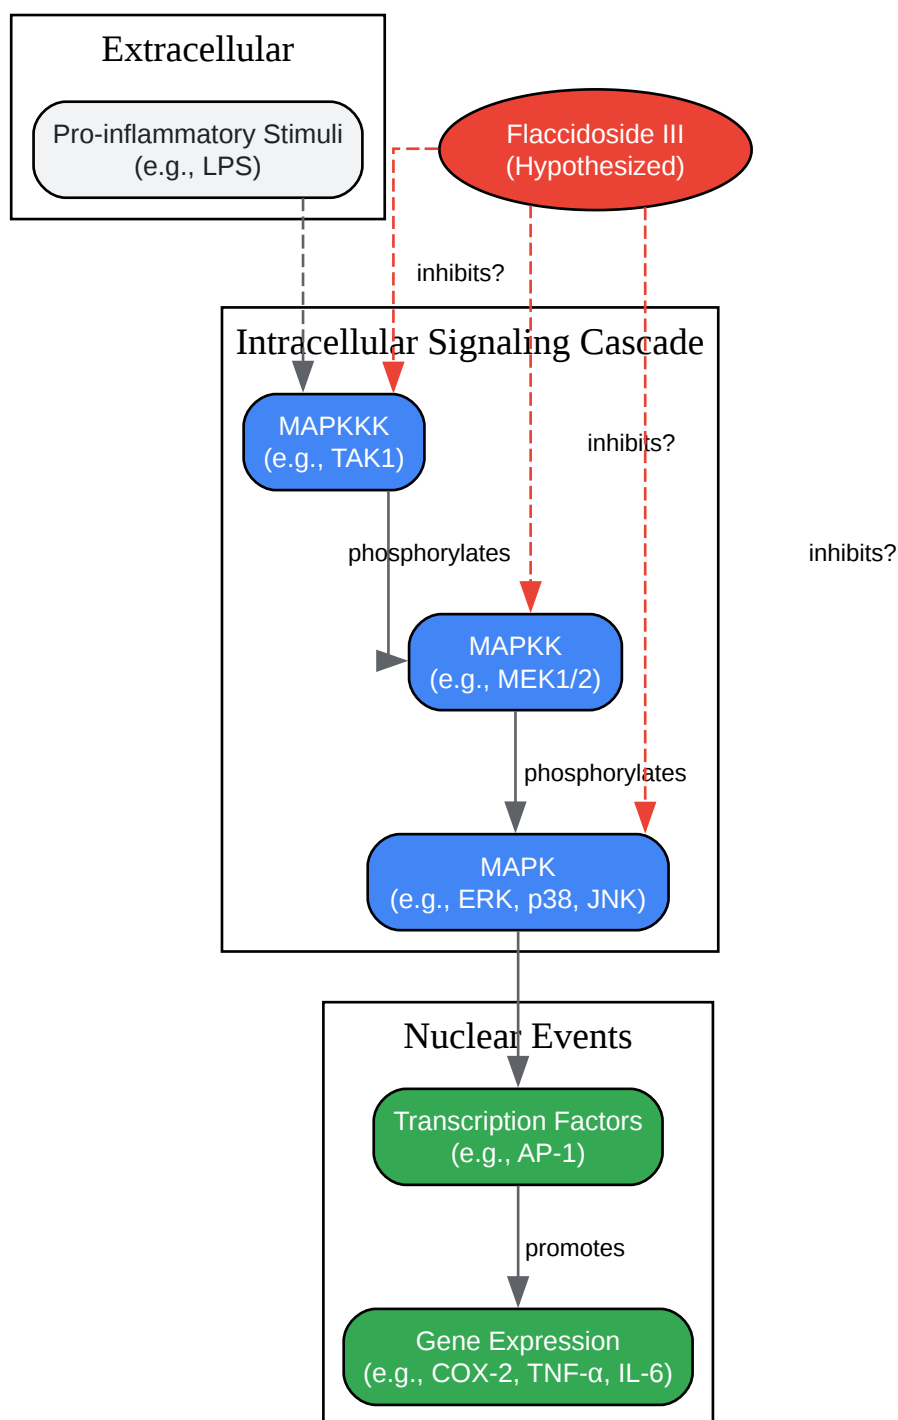 Extracellular
Pro-inflammatory Stimuli
(e.g., LPS)
Flaccidoside III
(Hypothesized)
inhibits?
Intracellular Signaling Cascade
MAPKKK
(e.g., TAK1)
inhibits?
phosphorylates
inhibits?
MAPKK
(e.g., MEK1/2)
phosphorylates
MAPK
(e.g., ERK, p38, JNK)
Nuclear Events
Transcription Factors
(e.g., AP-1)
promotes
Gene Expression
(e.g., COX-2, TNF-α, IL-6)